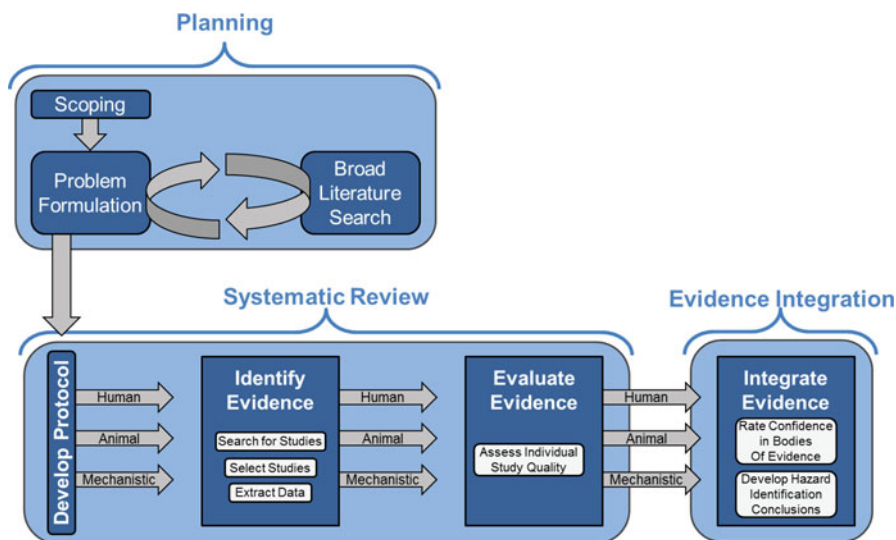 Planning
Scoping
Problem
Formulation
Broad
Literature
Search
Systematic Review
Evidence Integration
Develop Protocol
Human
Animal
Mechanistic
Identify
Evidence
Search for Studies
Select Studies
Extract Data
Human
Animal
Mechanistic
Evaluate
Evidence
Assess Individual
Study Quality
Human
Animal
Mechanistic
Integrate
Evidence
Rate Confidence
in Bodies
Of Evidence
Develop Hazard
Identification
Conclusions